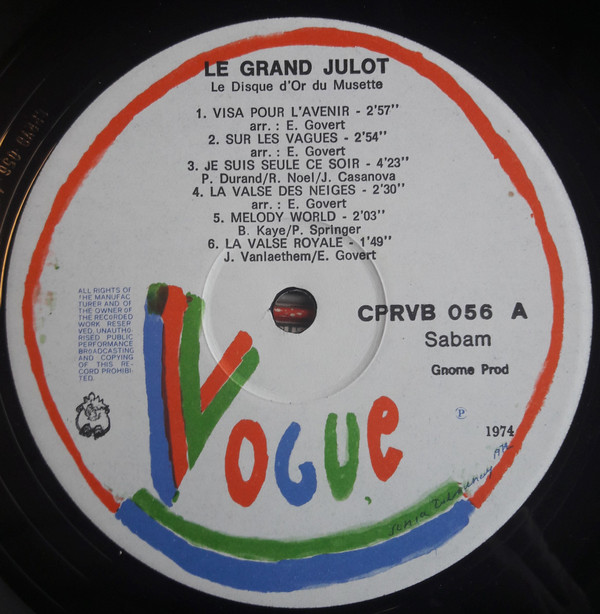 LE GRAND JULOT
Le Disque d'Or du Musette
1. VISA POUR L'AVENIR - 2'57''
arr. : E. Govert
2. SUR LES VAGUES - 2'54''
arr. : E. Govert
3. JE SUIS SEULE CE SOIR - 4'23''
P. Durand/R. Noel/J. Casanova
4. LA VALSE DES NEIGES - 2'30''
arr. : E. Govert
5. MELODY WORLD - 2'03''
B. Kaye/P. Springer
6. LA VALSE ROYALE - 1'49''
J. Vanlaethem/E. Govert
ALL RIGHTS OF
THE MANUFAC
TURER AND OF
THE OWNER OF
THE RECORDED
WORK RESER
VED. UNAUTHO
RISED PUBLIC
PERFORMANCE
BROADCASTING
AND COPYING
OF THIS RE-
CORD PROHIBI
TED.
CPRVB 056 A
Sabam
Gnome Prod
VOGUE
℗
1974